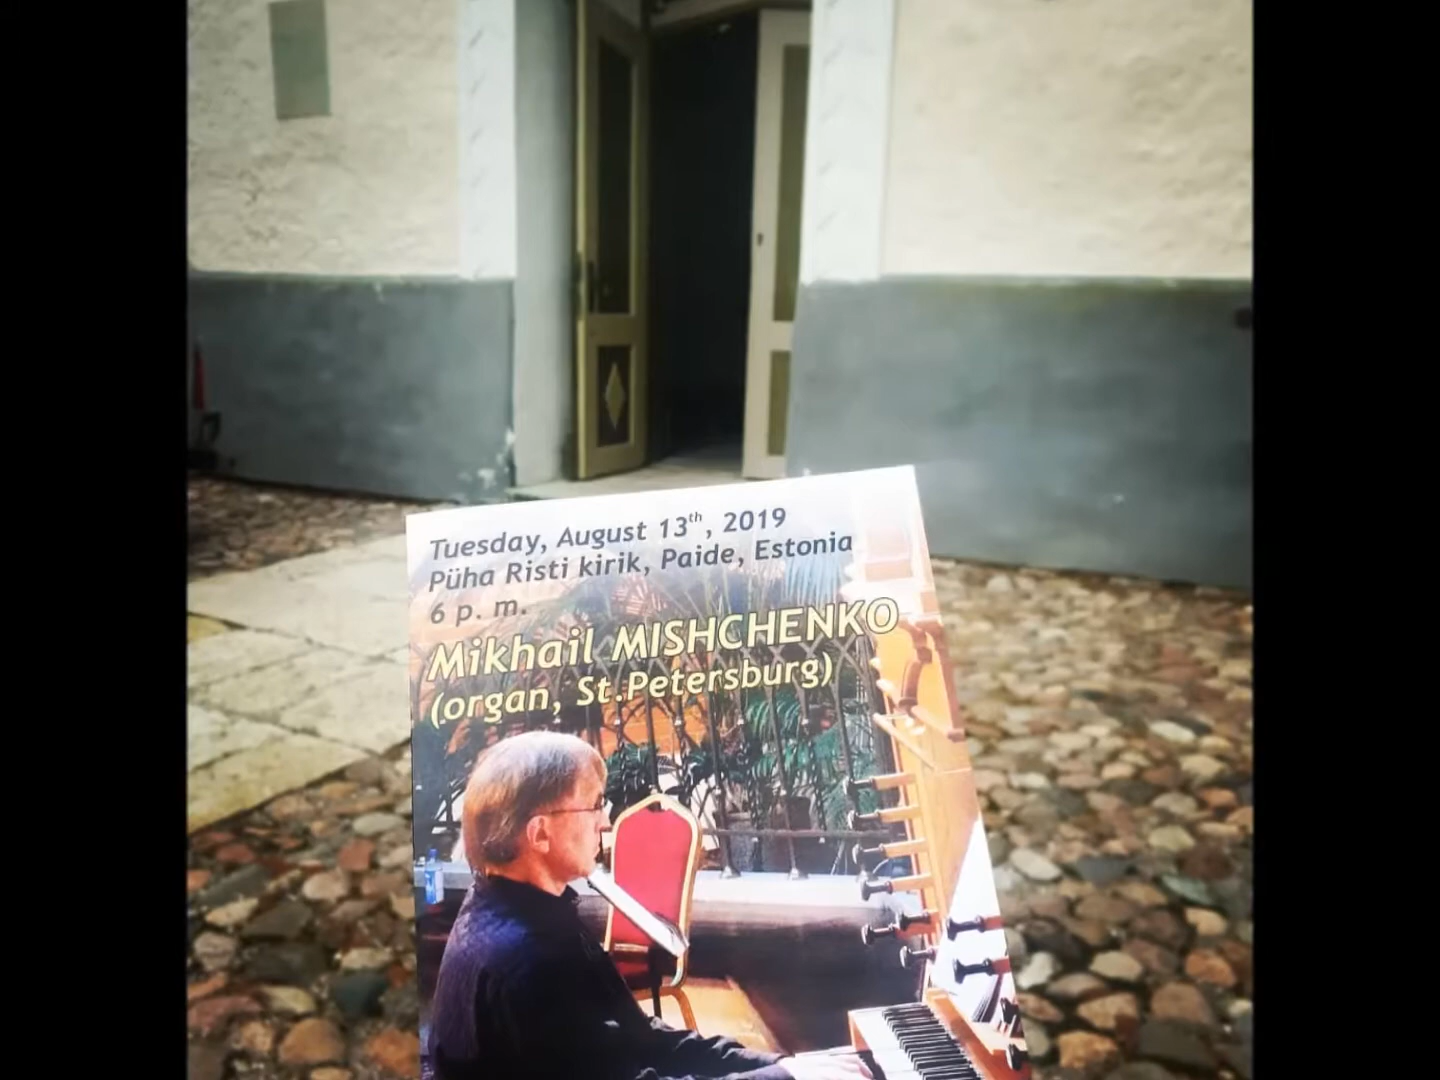 Tuesday, August 13th, 2019
Püha Risti kirik, Paide, Estonia
6 p. m.
Mikhail MISHCHENKO
(organ, St.Petersburg)